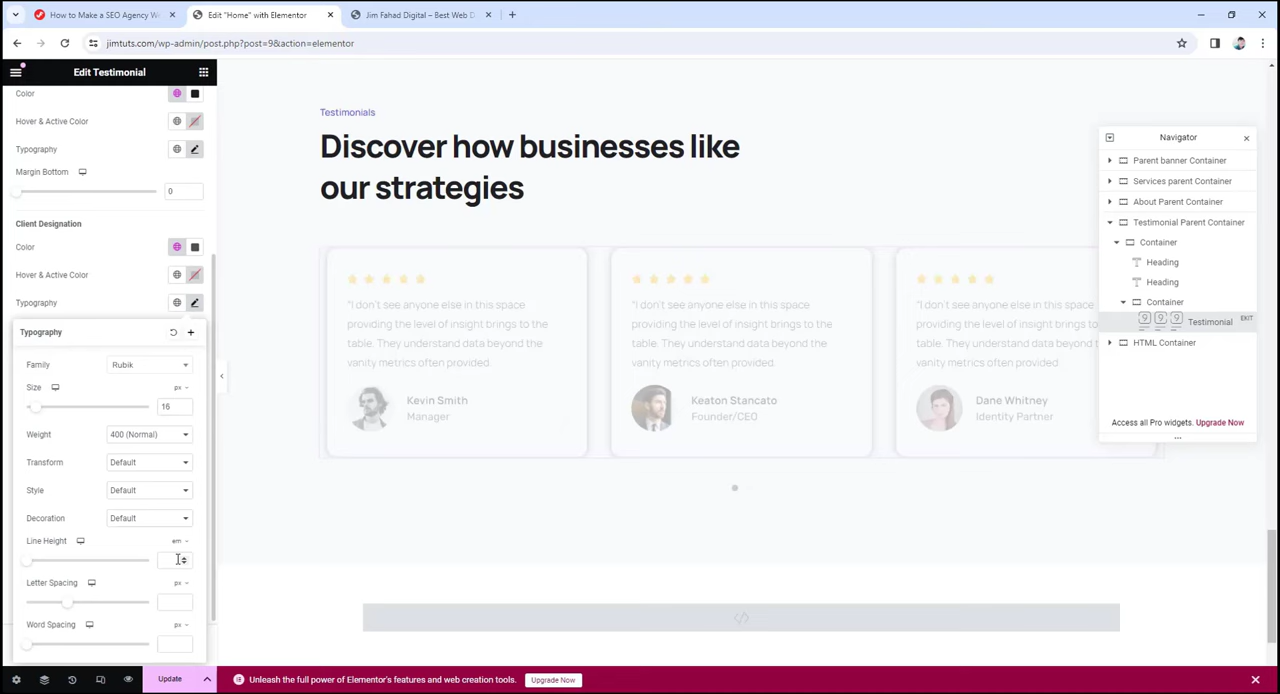 How to Make a SEO Agency We
Edit "Home" with Elementor
Jim Fahad Digital – Best Web D
jimtuts.com/wp-admin/post.php?post=9&action=elementor
Edit Testimonial
Color
Hover & Active Color
Typography
Margin Bottom
0
Client Designation
Color
Hover & Active Color
Typography
Typography
Family
Rubik
Size
px
16
Weight
400 (Normal)
Transform
Default
Style
Default
Decoration
Default
Line Height
em
Letter Spacing
px
Word Spacing
px
Update
Testimonials
Discover how businesses like
our strategies
"I don't see anyone else in this space
providing the level of insight brings to the
table. They understand data beyond the
vanity metrics often provided.
Kevin Smith
Manager
"I don't see anyone else in this space
providing the level of insight brings to the
table. They understand data beyond the
vanity metrics often provided.
Keaton Stancato
Founder/CEO
"I don't see anyone else in this space
providing the level of insight brings t
table. They understand data beyond t
vanity metrics often provided.
Dane Whitney
Identity Partner
Navigator
Parent banner Container
Services parent Container
About Parent Container
Testimonial Parent Container
Container
Heading
Heading
Container
Testimonial
EXIT
HTML Container
Access all Pro widgets. Upgrade Now
Unleash the full power of Elementor's features and web creation tools.
Upgrade Now